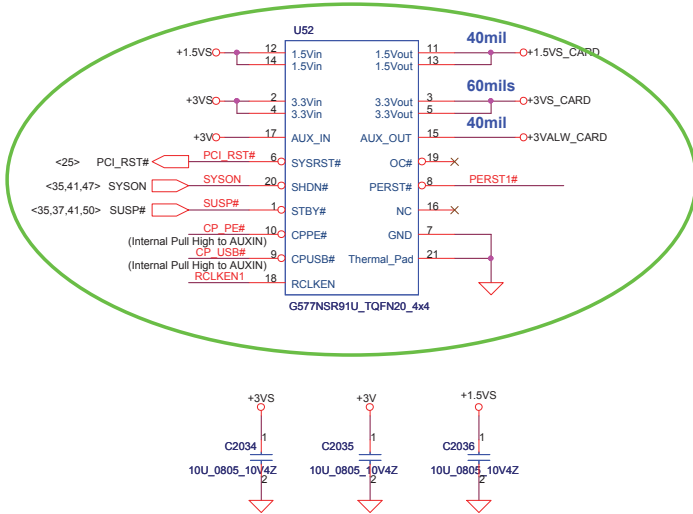 U52
40mil
+1.5VS 12 1.5Vin 1.5Vout 11 +1.5VS_CARD
14 1.5Vin 1.5Vout 13
60mils
+3VS 2 3.3Vin 3.3Vout 3 +3VS_CARD
4 3.3Vin 3.3Vout 5
40mil
+3V 17 AUX_IN AUX_OUT 15 +3VALW_CARD
<25> PCI_RST# PCI_RST# 6 SYSRST# OC# 19
<35,41,47> SYSON SYSON 20 SHDN# PERST# 8 PERST1#
<35,37,41,50> SUSP# SUSP# 1 STBY# NC 16
CP_PE# 10 CPPE# GND 7
(Internal Pull High to AUXIN)
CP_USB# 9 CPUSB# Thermal_Pad 21
(Internal Pull High to AUXIN)
RCLKEN1 18 RCLKEN
G577NSR91U_TQFN20_4x4
+3VS +3V +1.5VS
1 1 1
C2034 C2035 C2036
10U_0805_10V4Z 10U_0805_10V4Z 10U_0805_10V4Z
2 2 2